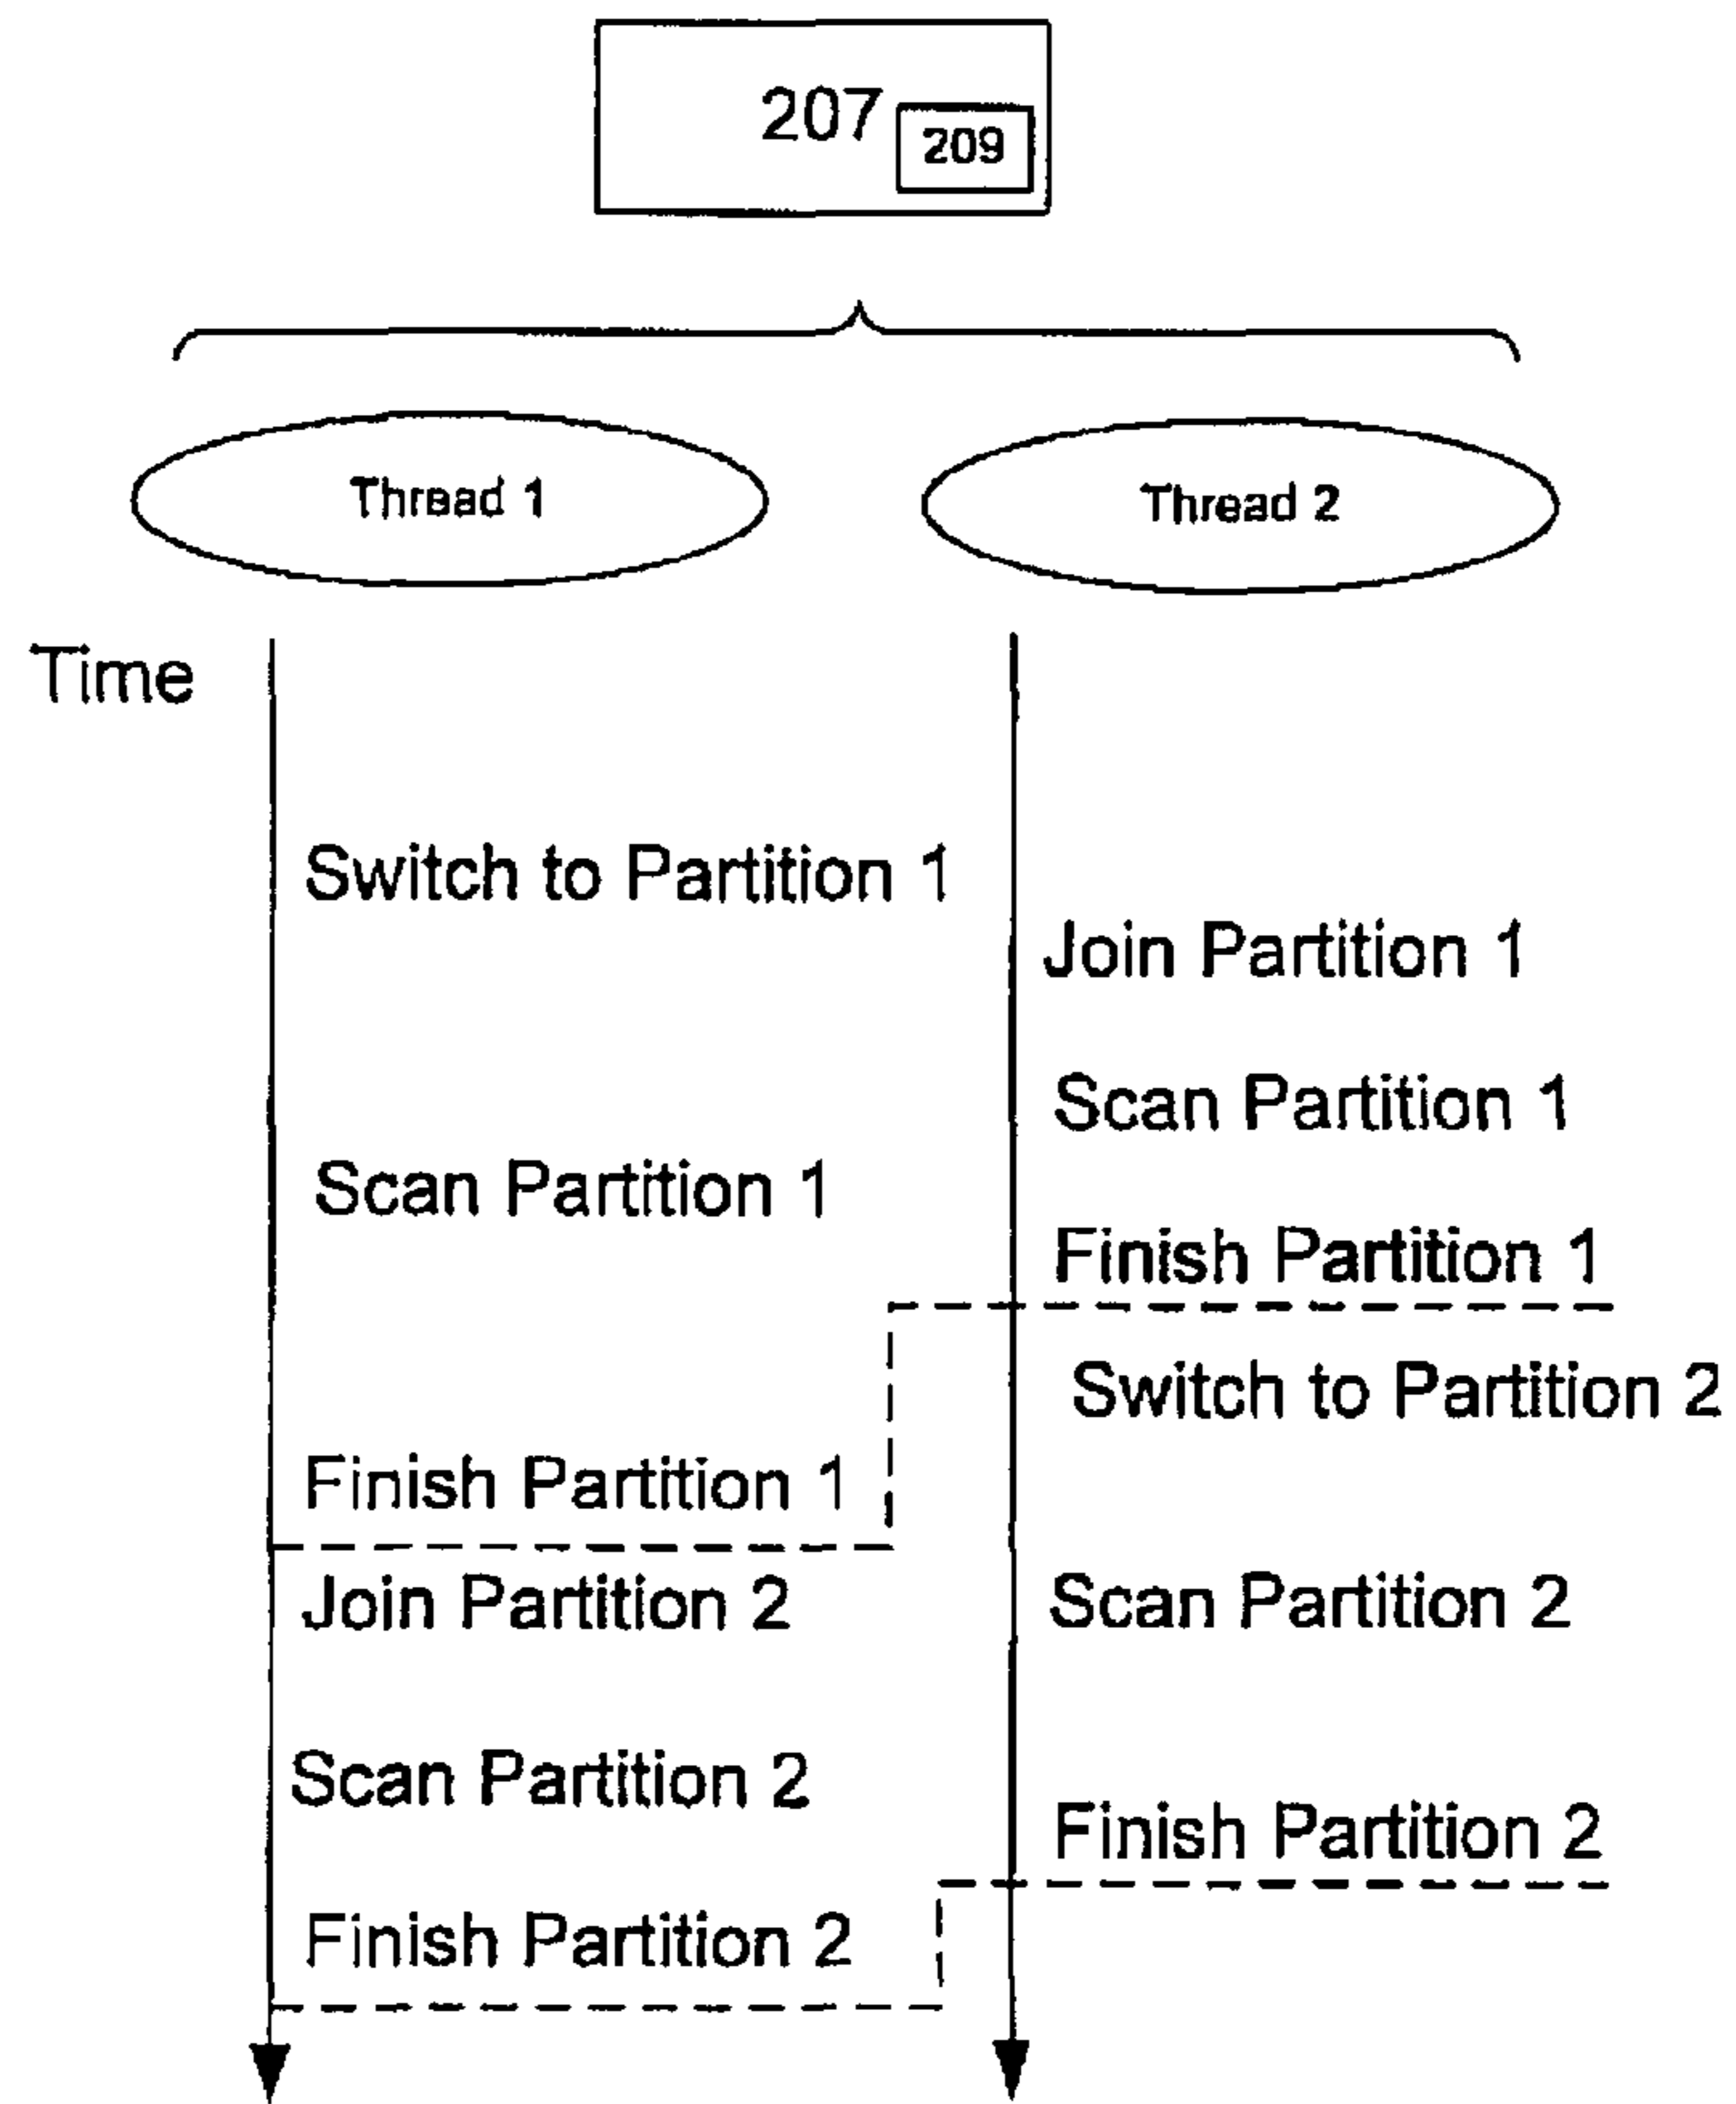 207
209
Thread 1
Thread 2
Time
Switch to Partition 1
Join Partition 1
Scan Partition 1
Scan Partition 1
Finish Partition 1
Switch to Partition 2
Finish Partition 1
Join Partition 2
Scan Partition 2
Scan Partition 2
Finish Partition 2
Finish Partition 2